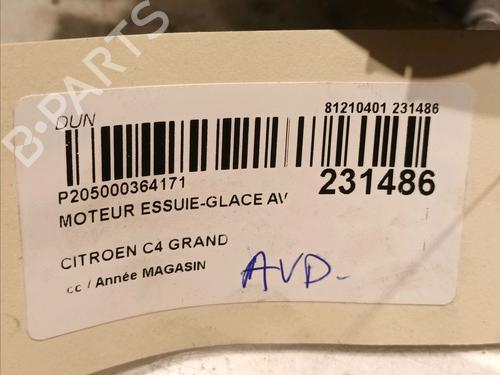 B-PARTS
DUN
81210401 231486
P205000364171
231486
MOTEUR ESSUIE-GLACE AV
CITROEN C4 GRAND
cc / Année MAGASIN
AVD-